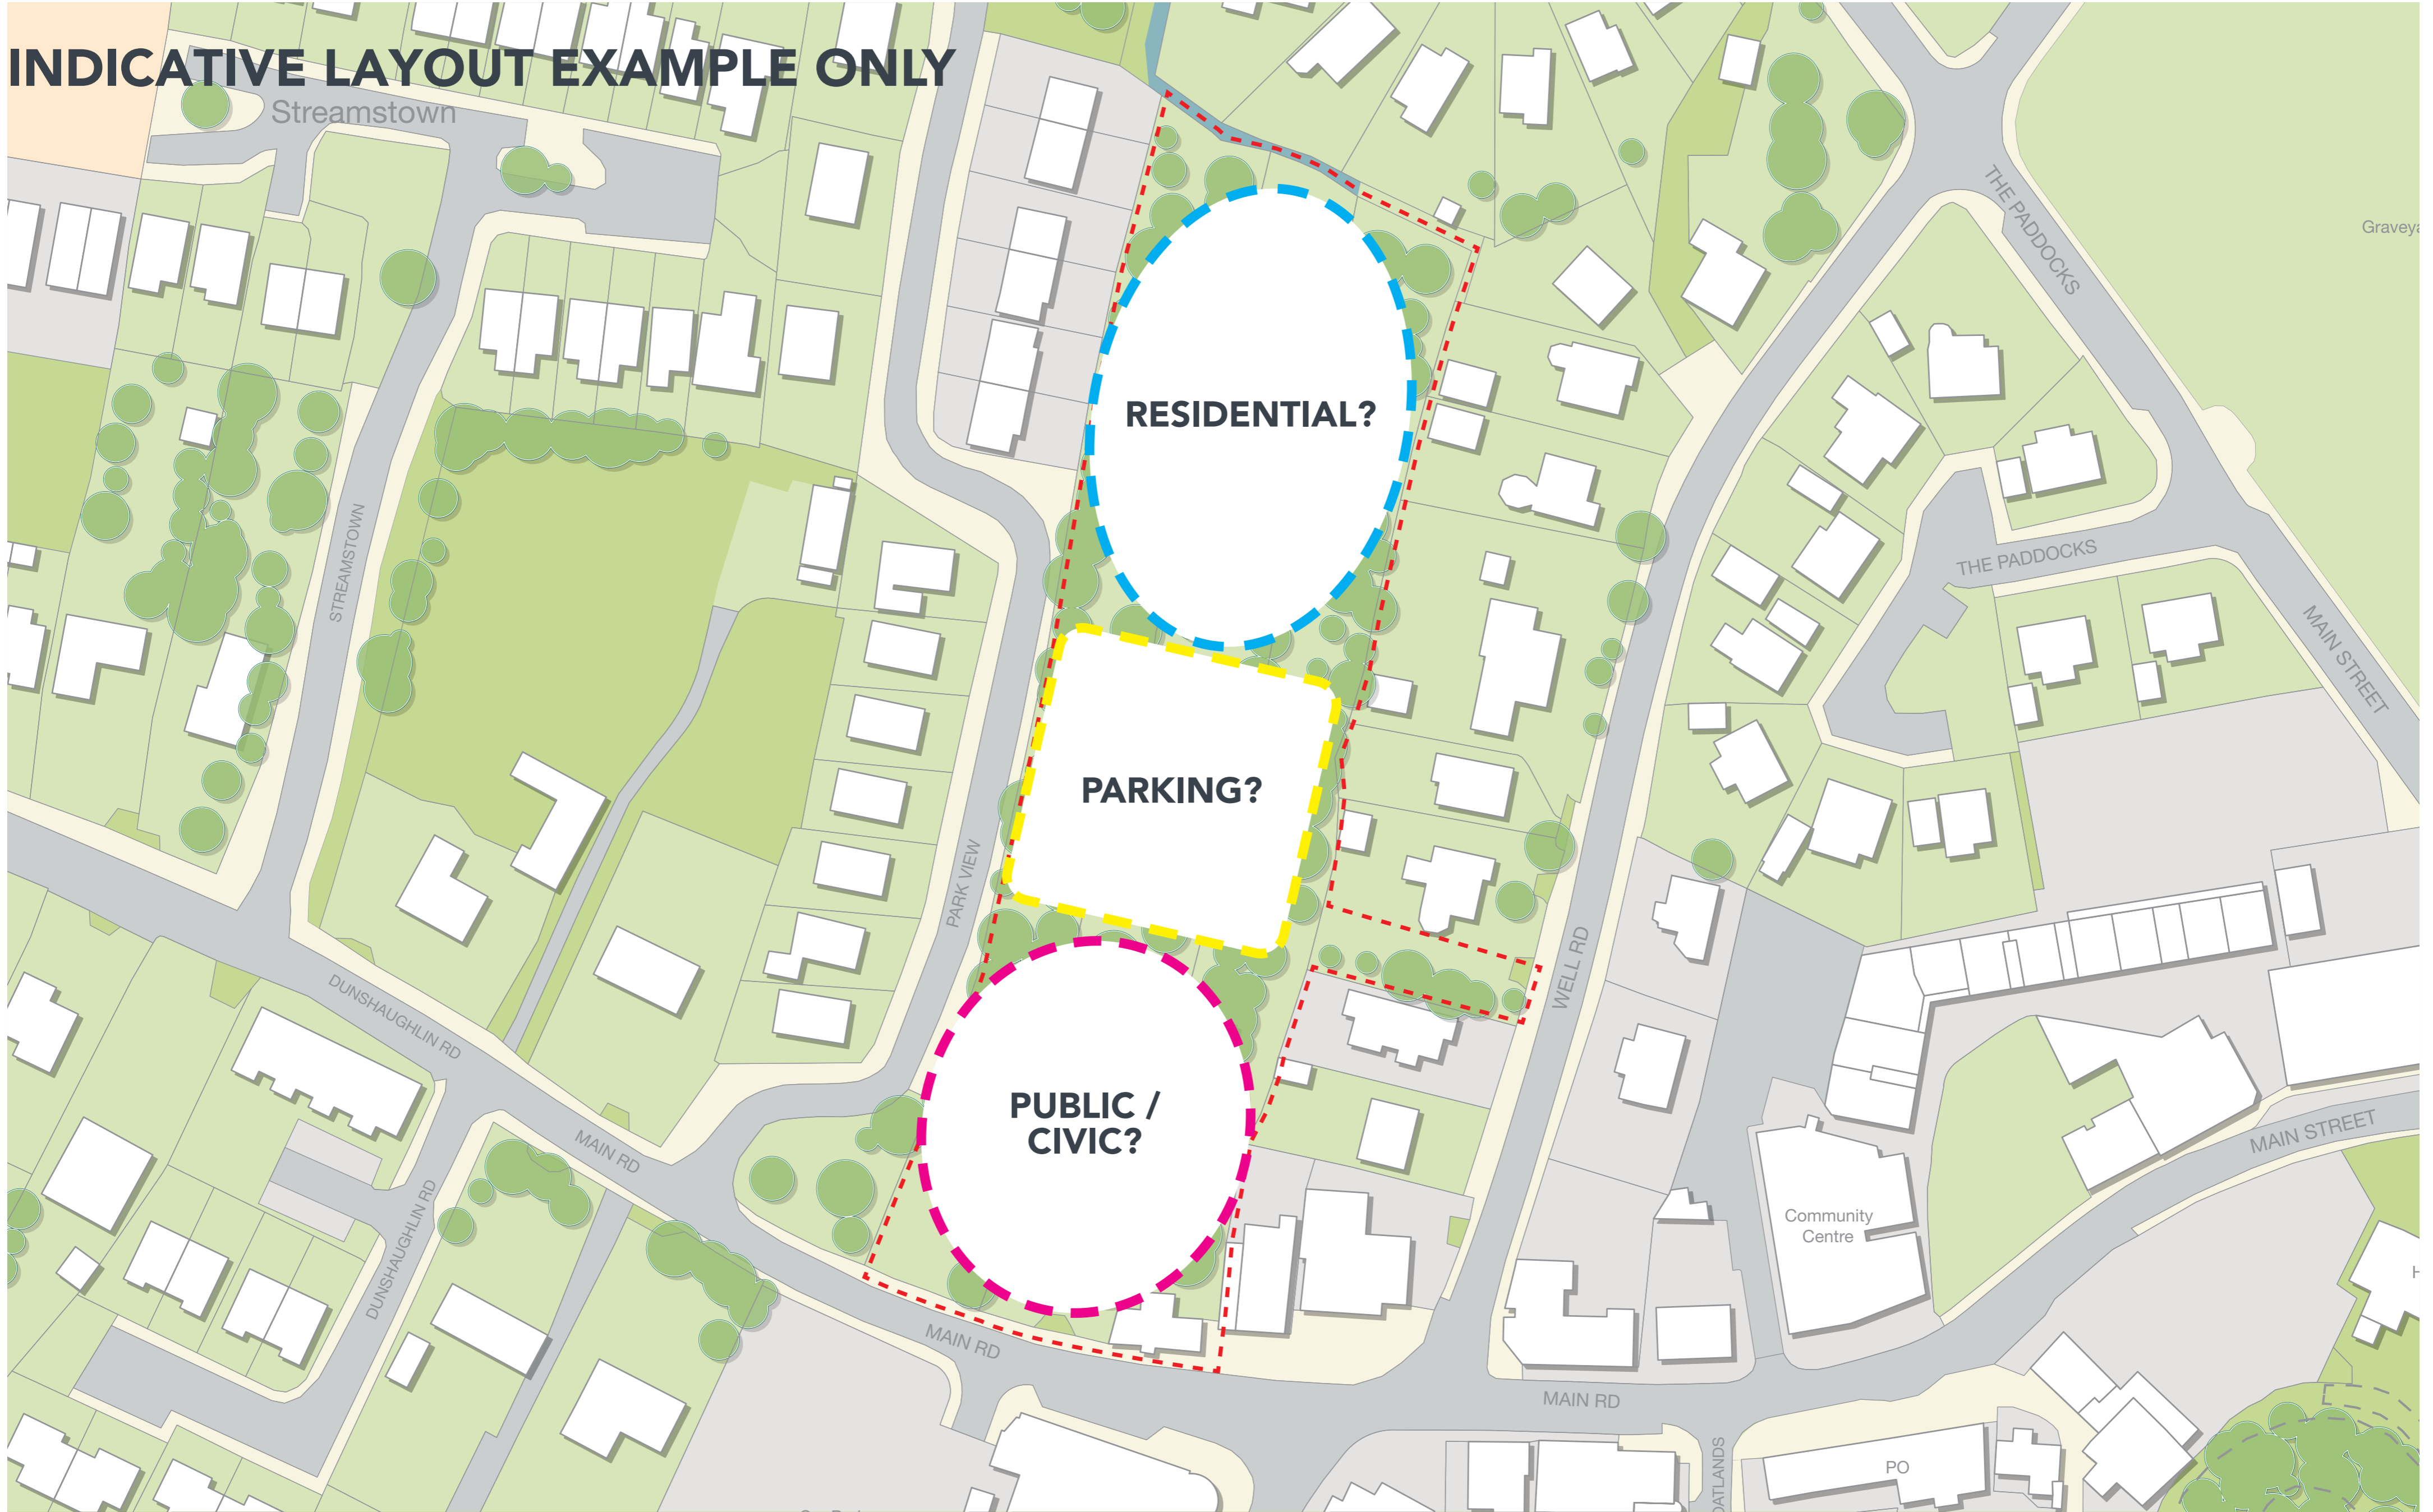 INDICATIVE LAYOUT EXAMPLE ONLY
Streamstown
THE PADDOCKS
RESIDENTIAL?
STREAMSTOWN
THE PADDOCKS
MAIN STREET
PARKING?
PARK VIEW
WELL RD
DUNSHAUGHLIN RD
PUBLIC /
CIVIC?
MAIN RD
MAIN STREET
Community
Centre
DUNSHAUGHLIN RD
MAIN RD
MAIN RD
PO